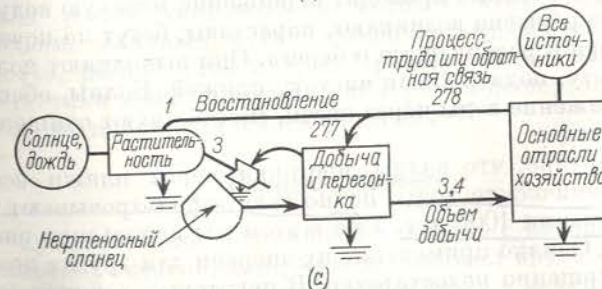 Все
источ-
ники
Процесс
труда или обрат-
ная связь
278
1
Восстановление
277
Солнце,
дождь
Раститель-
ность
3
Добыча
и перегон-
ка
Основные
отрасли
хозяйства
3,4
Объем
добычи
Нефтеносный
сланец
(c)